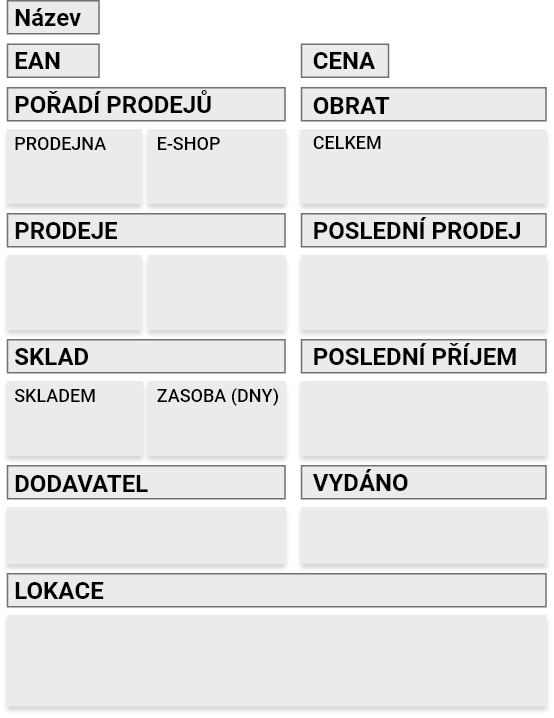 Název
EAN
CENA
POŘADÍ PRODEJŮ
OBRAT
PRODEJNA
E-SHOP
CELKEM
PRODEJE
POSLEDNÍ PRODEJ
SKLAD
POSLEDNÍ PŘÍJEM
SKLADEM
ZASOBA (DNY)
DODAVATEL
VYDÁNO
LOKACE